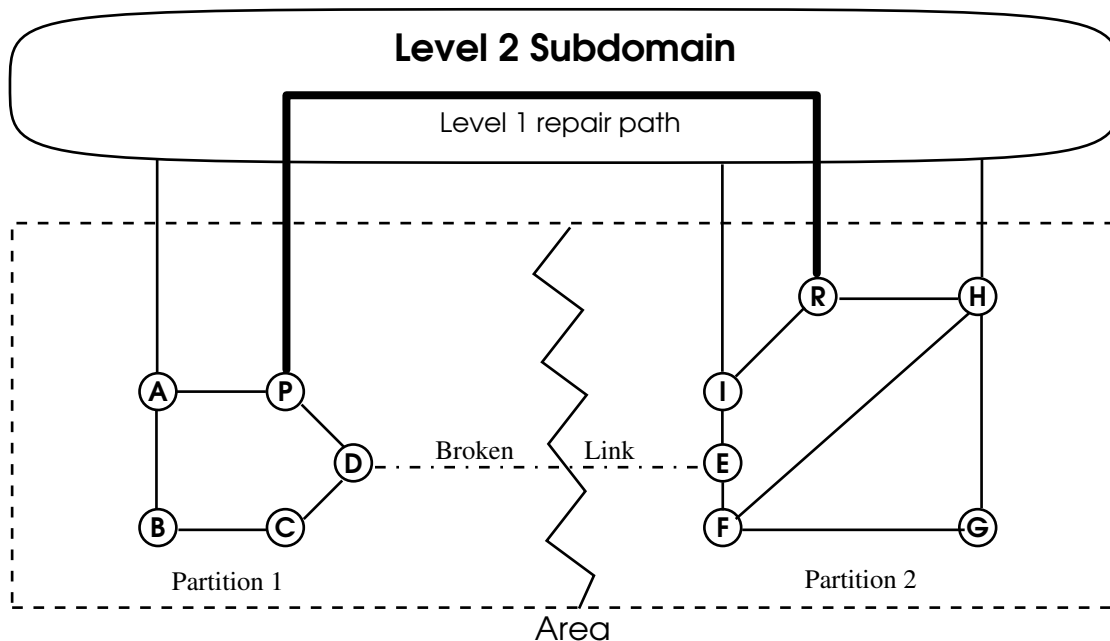 Level 2 Subdomain
Level 1 repair path
R
H
A
P
I
D
Broken
Link
E
B
C
F
G
Partition 1
Partition 2
Area